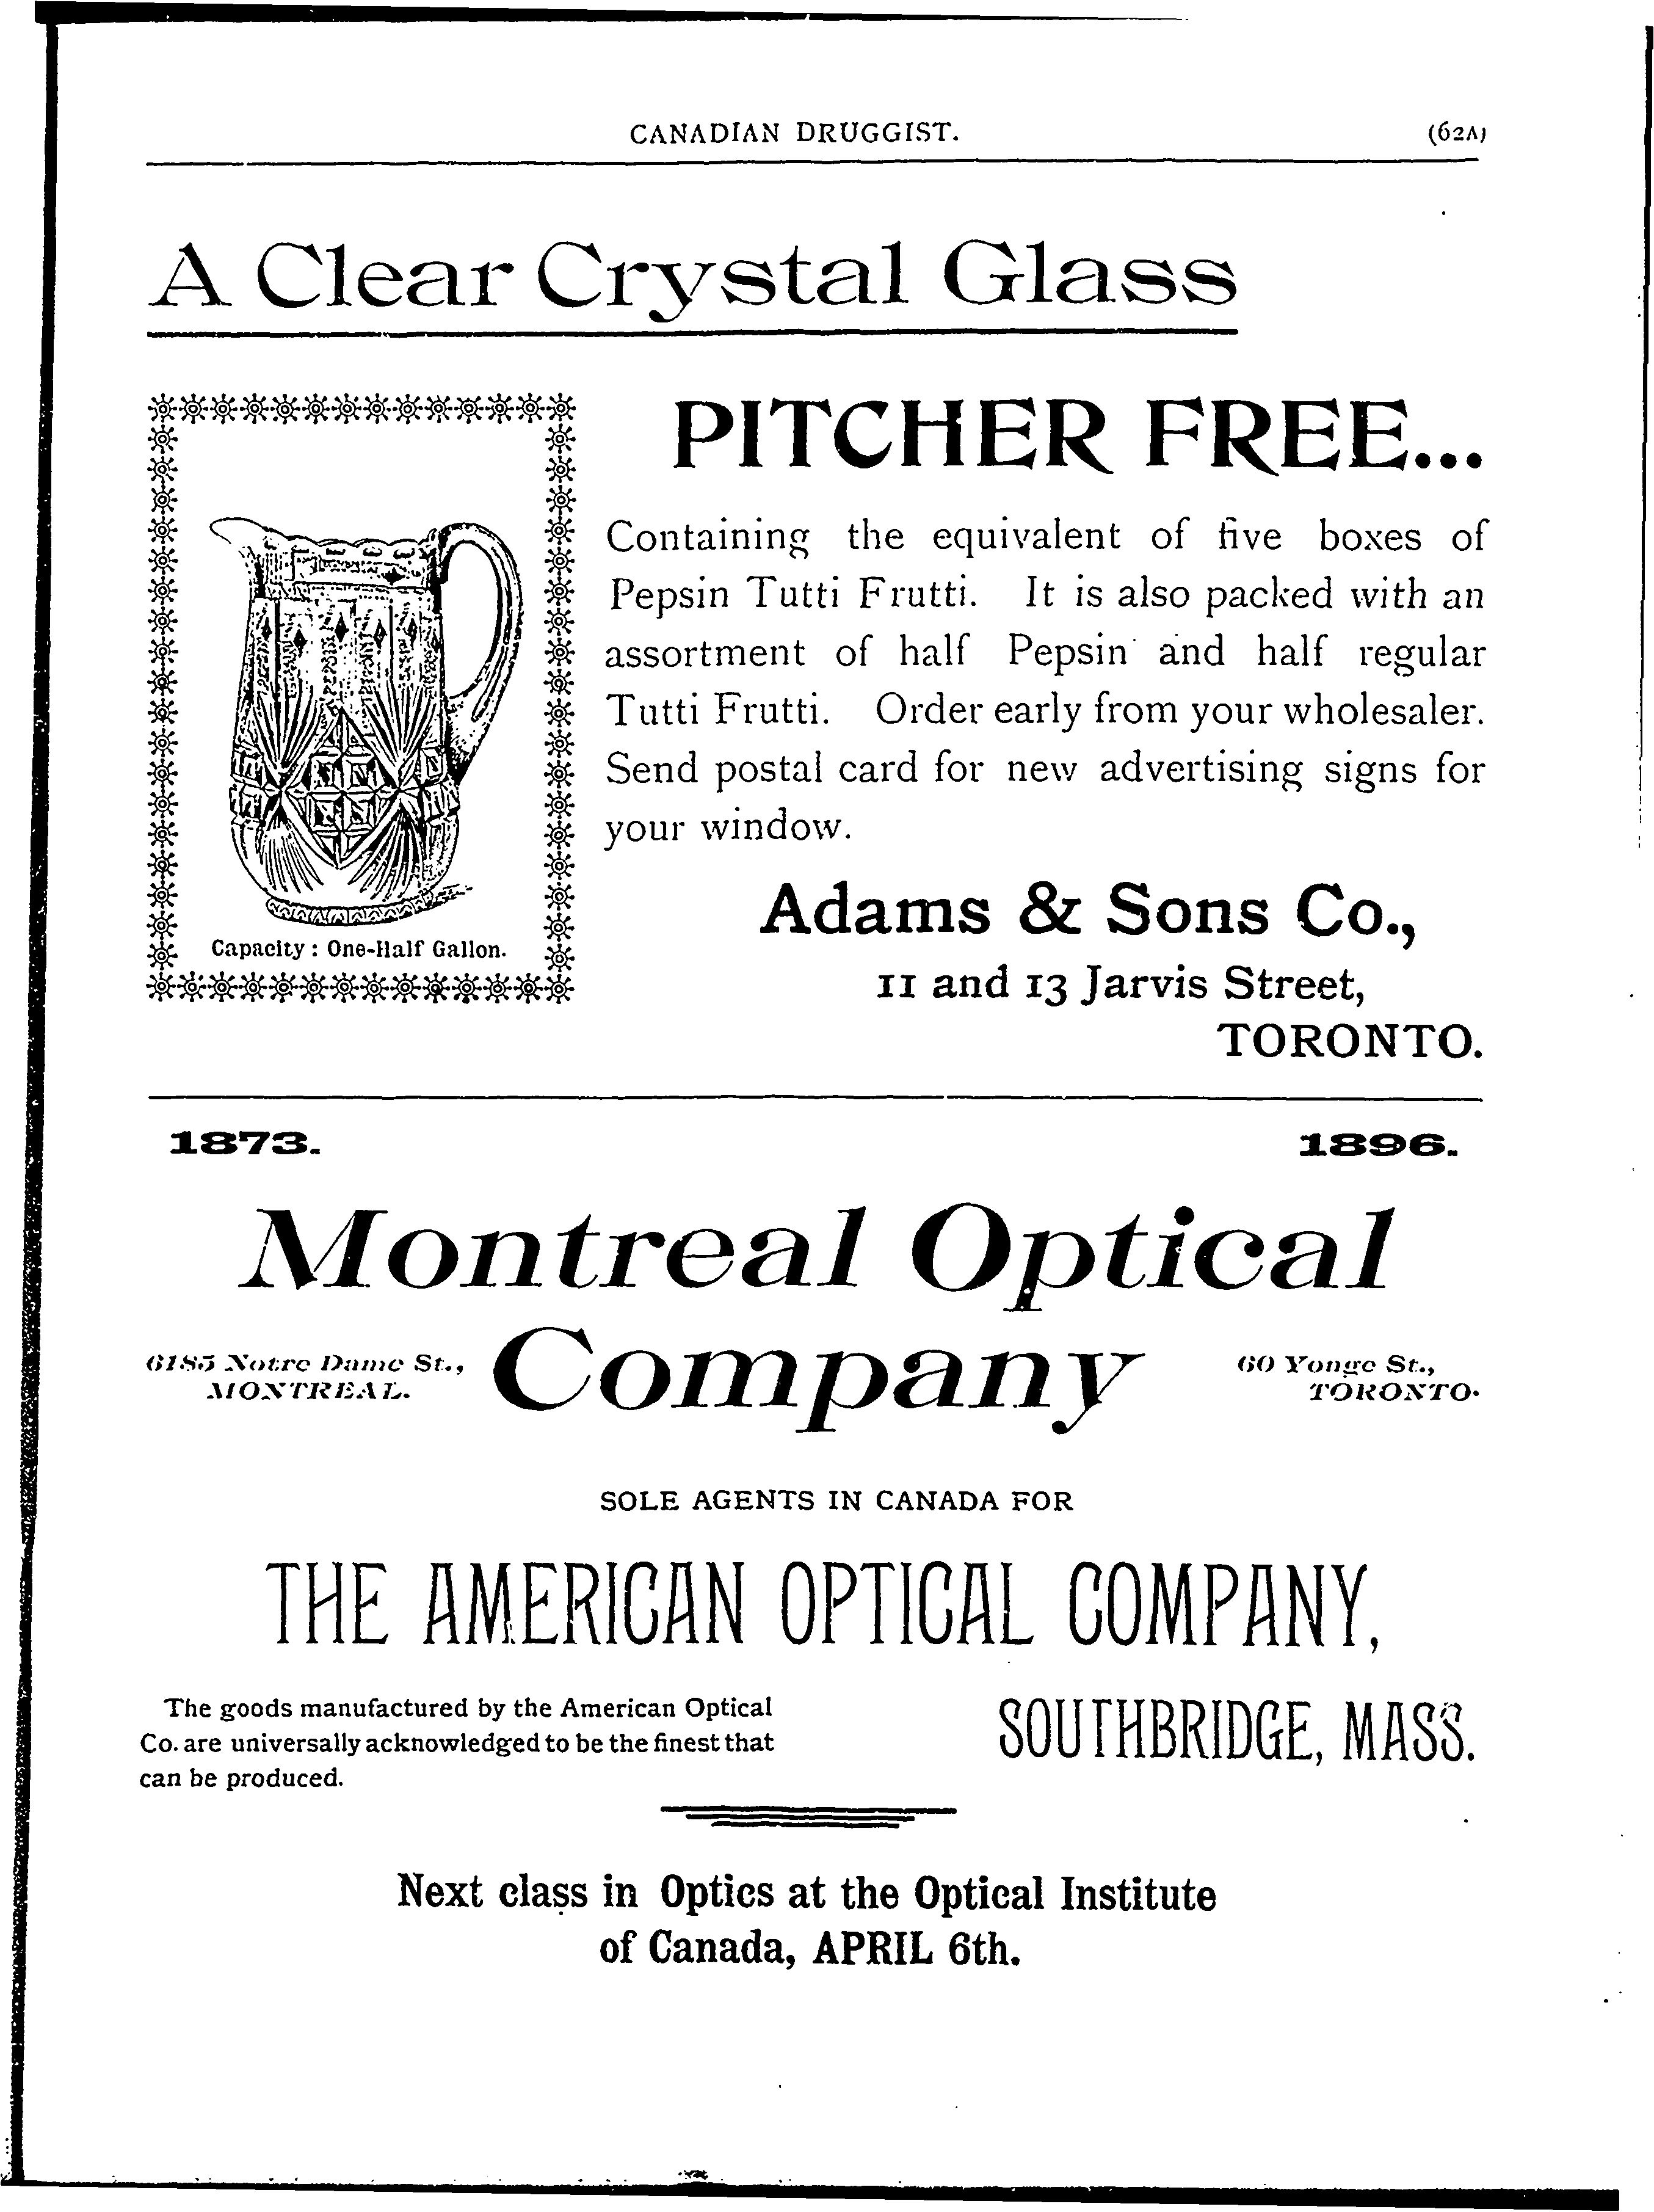 CANADIAN DRUGGIST.
(62A)
A Clear Crystal Glass
PITCHER FREE...
Containing the equivalent of five boxes of
Pepsin Tutti Frutti. It is also packed with an
assortment of half Pepsin and half regular
Tutti Frutti. Order early from your wholesaler.
Send postal card for new advertising signs for
your window.
Capacity: One-Half Gallon.
Adams & Sons Co.,
11 and 13 Jarvis Street,
TORONTO.
1873.
1896.
Montreal Optical
Company
6185 Notre Dame St.,
MONTREAL.
60 Yonge St.,
TORONTO.
SOLE AGENTS IN CANADA FOR
THE AMERICAN OPTICAL COMPANY,
SOUTHBRIDGE, MASS.
The goods manufactured by the American Optical
Co. are universally acknowledged to be the finest that
can be produced.
Next class in Optics at the Optical Institute
of Canada, APRIL 6th.